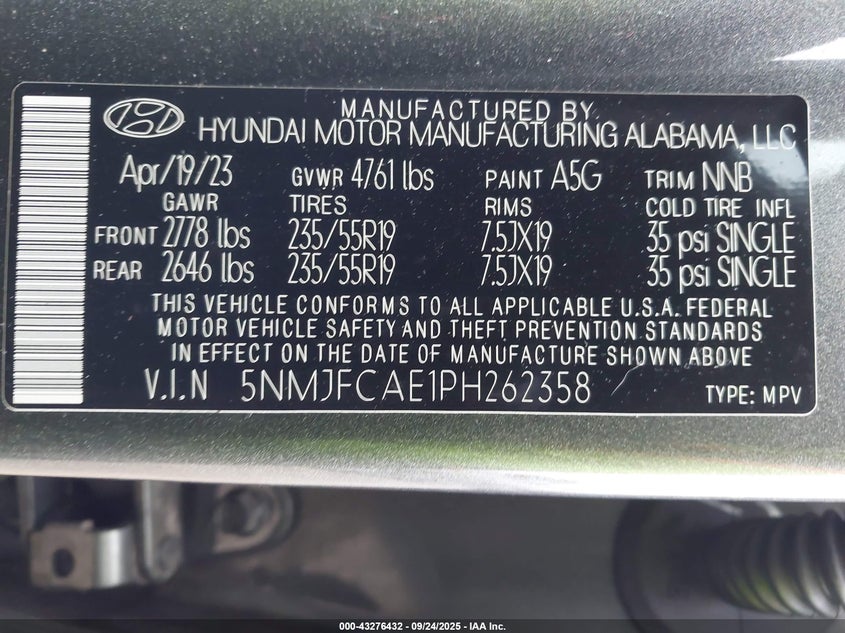 MANUFACTURED BY
HYUNDAI MOTOR MANUFACTURING ALABAMA, LLC
Apr/19/23 GVWR 4761 lbs PAINT A5G TRIM NNB
GAWR TIRES RIMS COLD TIRE INFL
FRONT 2778 lbs 235/55R19 7.5JX19 35 psi SINGLE
REAR 2646 lbs 235/55R19 7.5JX19 35 psi SINGLE
THIS VEHICLE CONFORMS TO ALL APPLICABLE U.S.A. FEDERAL
MOTOR VEHICLE SAFETY AND THEFT PREVENTION STANDARDS
IN EFFECT ON THE DATE OF MANUFACTURE SHOWN ABOVE.
V.I.N 5NMJFCAE1PH262358 TYPE: MPV
000-43276432 - 09/24/2025 - IAA Inc.